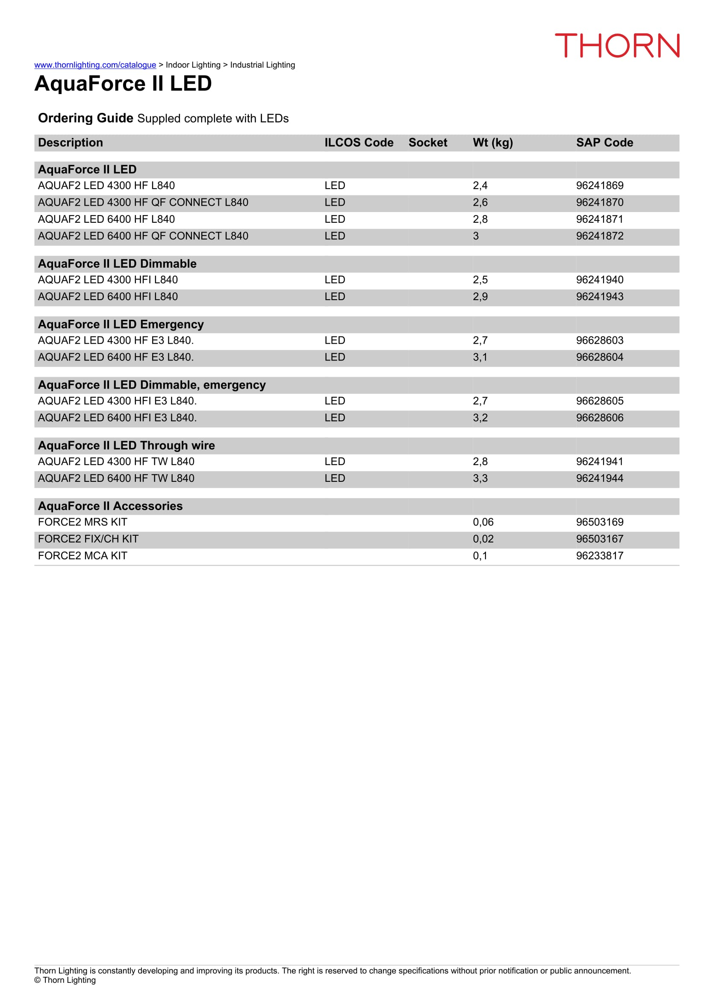 THORN
www.thornlighting.com/catalogue > Indoor Lighting > Industrial Lighting
AquaForce II LED
Ordering Guide Suppled complete with LEDs
Description ILCOS Code Socket Wt (kg) SAP Code
AquaForce II LED
AQUAF2 LED 4300 HF L840 LED 2,4 96241869
AQUAF2 LED 4300 HF QF CONNECT L840 LED 2,6 96241870
AQUAF2 LED 6400 HF L840 LED 2,8 96241871
AQUAF2 LED 6400 HF QF CONNECT L840 LED 3 96241872
AquaForce II LED Dimmable
AQUAF2 LED 4300 HFI L840 LED 2,5 96241940
AQUAF2 LED 6400 HFI L840 LED 2,9 96241943
AquaForce II LED Emergency
AQUAF2 LED 4300 HF E3 L840. LED 2,7 96628603
AQUAF2 LED 6400 HF E3 L840. LED 3,1 96628604
AquaForce II LED Dimmable, emergency
AQUAF2 LED 4300 HFI E3 L840. LED 2,7 96628605
AQUAF2 LED 6400 HFI E3 L840. LED 3,2 96628606
AquaForce II LED Through wire
AQUAF2 LED 4300 HF TW L840 LED 2,8 96241941
AQUAF2 LED 6400 HF TW L840 LED 3,3 96241944
AquaForce II Accessories
FORCE2 MRS KIT 0,06 96503169
FORCE2 FIX/CH KIT 0,02 96503167
FORCE2 MCA KIT 0,1 96233817
Thorn Lighting is constantly developing and improving its products. The right is reserved to change specifications without prior notification or public announcement.
© Thorn Lighting